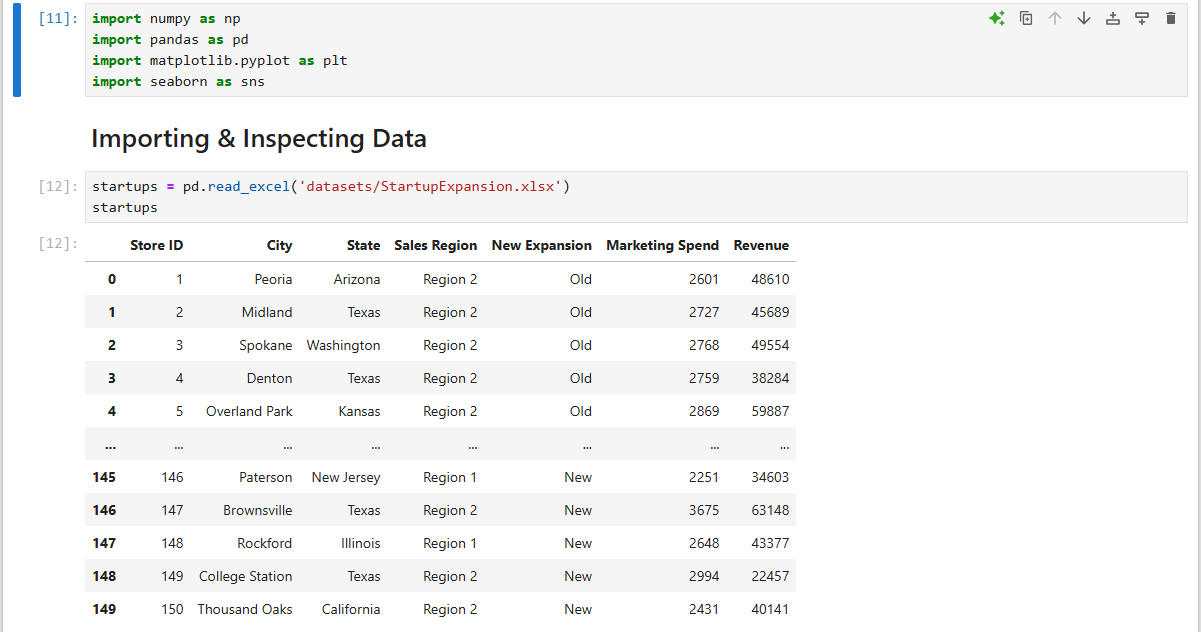 [11]: import numpy as np
import pandas as pd
import matplotlib.pyplot as plt
import seaborn as sns
Importing & Inspecting Data
[12]: startups = pd.read_excel('datasets/StartupExpansion.xlsx')
startups
[12]: Store ID City State Sales Region New Expansion Marketing Spend Revenue
0 1 Peoria Arizona Region 2 Old 2601 48610
1 2 Midland Texas Region 2 Old 2727 45689
2 3 Spokane Washington Region 2 Old 2768 49554
3 4 Denton Texas Region 2 Old 2759 38284
4 5 Overland Park Kansas Region 2 Old 2869 59887
... ... ... ... ... ... ... ...
145 146 Paterson New Jersey Region 1 New 2251 34603
146 147 Brownsville Texas Region 2 New 3675 63148
147 148 Rockford Illinois Region 1 New 2648 43377
148 149 College Station Texas Region 2 New 2994 22457
149 150 Thousand Oaks California Region 2 New 2431 40141